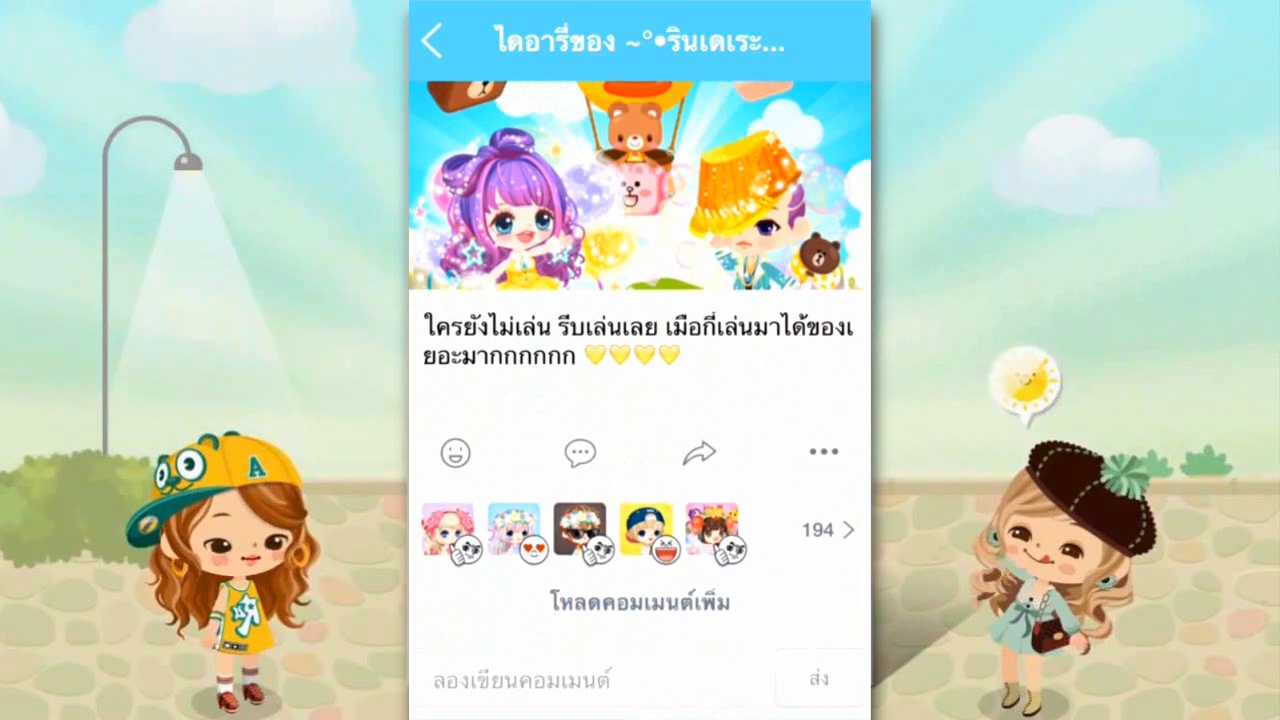 ไดอารี่ของ ~°•รินเดเระ...
ใครยังไม่เล่น รีบเล่นเลย เมือกี่เล่นมาได้ของเ
ยอะมากกกกกก 💛💛💛💛
194
โหลดคอมเมนต์เพิ่ม
ลองเขียนคอมเมนต์
ส่ง
A